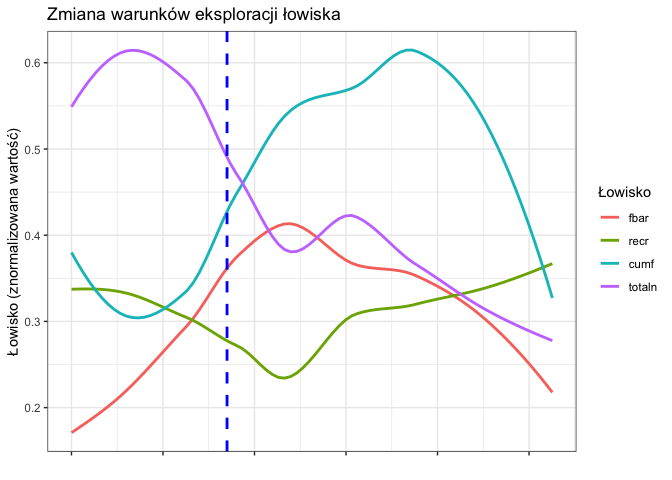 Zmiana warunków eksploracji łowiska
Łowisko (znormalizowana wartość)
0.6
0.5
0.4
0.3
0.2
Łowisko
fbar
recr
cumf
totaln